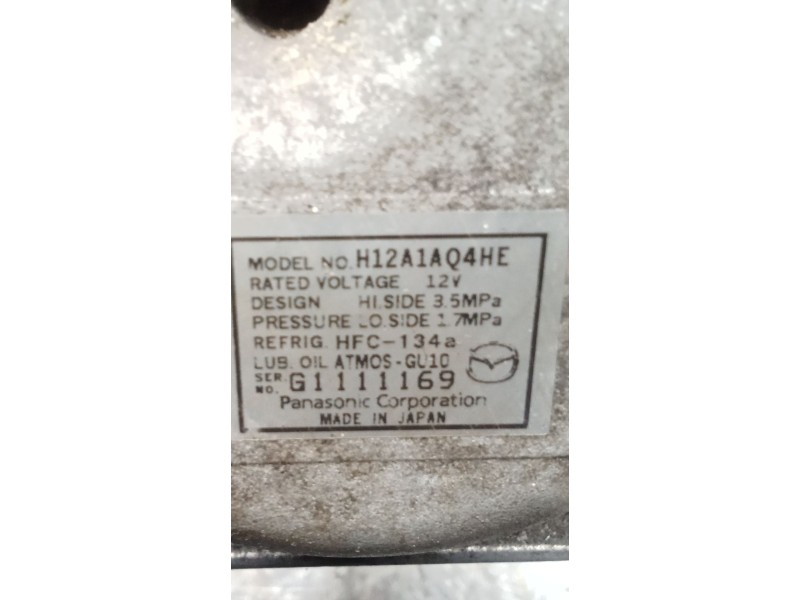 MODEL NO. H12A1AQ4HE
RATED VOLTAGE 12V
DESIGN HI.SIDE 3.5MPa
PRESSURE LO.SIDE 1.7MPa
REFRIG. HFC-134a
LUB. OIL ATMOS-GU10
SER. NO. G1111169
Panasonic Corporation
MADE IN JAPAN